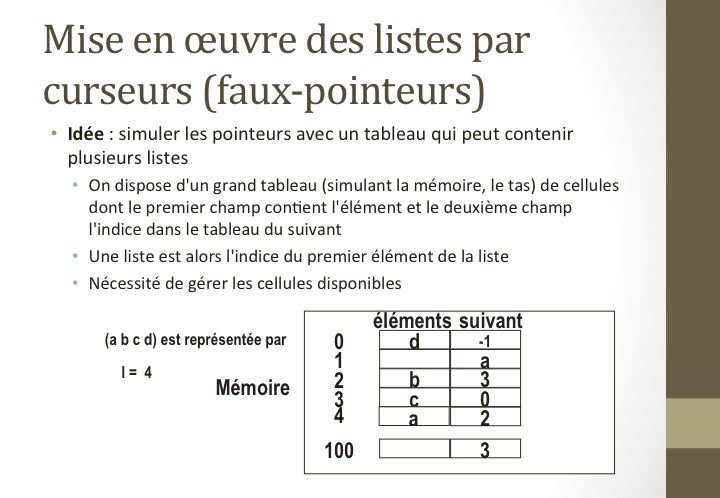 Mise en œuvre des listes par
curseurs (faux-pointeurs)
• Idée : simuler les pointeurs avec un tableau qui peut contenir
plusieurs listes
• On dispose d'un grand tableau (simulant la mémoire, le tas) de cellules
dont le premier champ contient l'élément et le deuxième champ
l'indice dans le tableau du suivant
• Une liste est alors l'indice du premier élément de la liste
• Nécessité de gérer les cellules disponibles
éléments suivant
(a b c d) est représentée par
l = 4
Mémoire
0 d -1
1 a
2 b 3
3 c 0
4 a 2
100 3